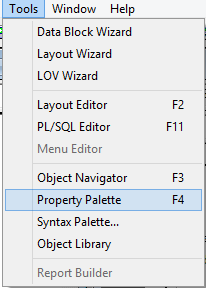 Tools Window Help
Data Block Wizard
Layout Wizard
LOV Wizard
Layout Editor F2
PL/SQL Editor F11
Menu Editor
Object Navigator F3
Property Palette F4
Syntax Palette...
Object Library
Report Builder